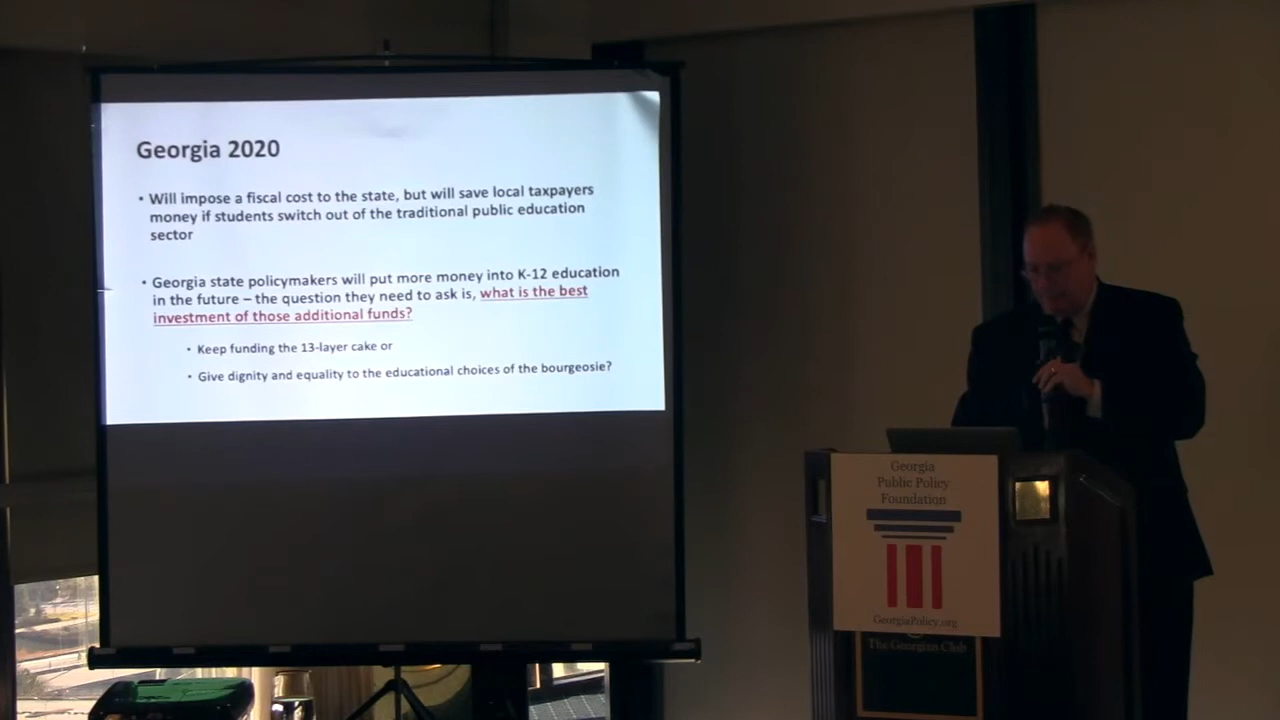 Georgia 2020
• Will impose a fiscal cost to the state, but will save local taxpayers
money if students switch out of the traditional public education
sector
• Georgia state policymakers will put more money into K-12 education
in the future – the question they need to ask is, what is the best
investment of those additional funds?
• Keep funding the 13-layer cake or
• Give dignity and equality to the educational choices of the bourgeosie?
Georgia
Public Policy
Foundation
GeorgiaPolicy.org
The Georgian Club